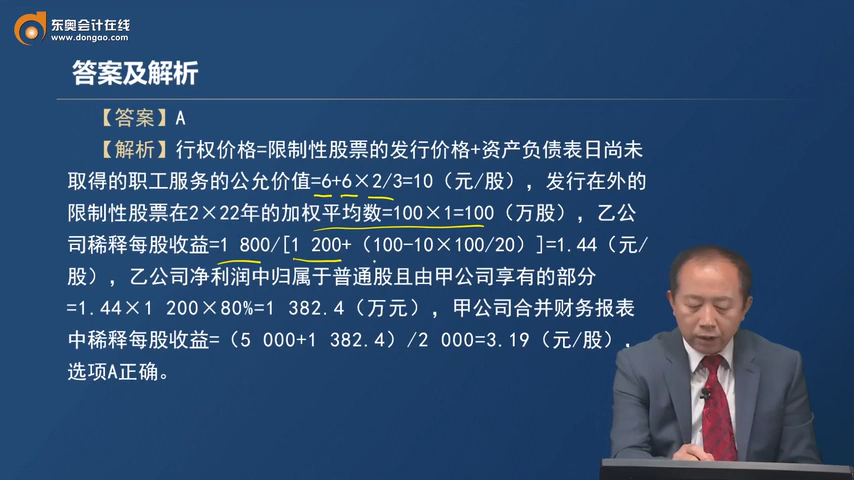 东奥会计在线
www.dongao.com
答案及解析
【答案】A
【解析】行权价格=限制性股票的发行价格+资产负债表日尚未
取得的职工服务的公允价值=6+6×2/3=10（元/股），发行在外的
限制性股票在2×22年的加权平均数=100×1=100（万股），乙公
司稀释每股收益=1 800/[1 200+（100-10×100/20）]=1.44（元/
股），乙公司净利润中归属于普通股且由甲公司享有的部分
=1.44×1 200×80%=1 382.4（万元），甲公司合并财务报表
中稀释每股收益=（5 000+1 382.4）/2 000=3.19（元/股），
选项A正确。